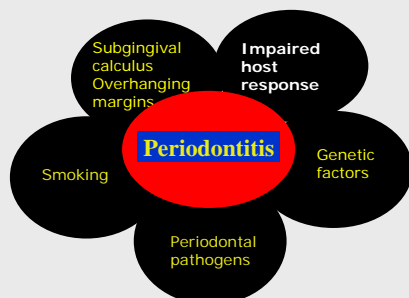 Subgingival
calculus
Overhanging
margins
Impaired
host
response
Periodontitis
Smoking
Genetic
factors
Periodontal
pathogens